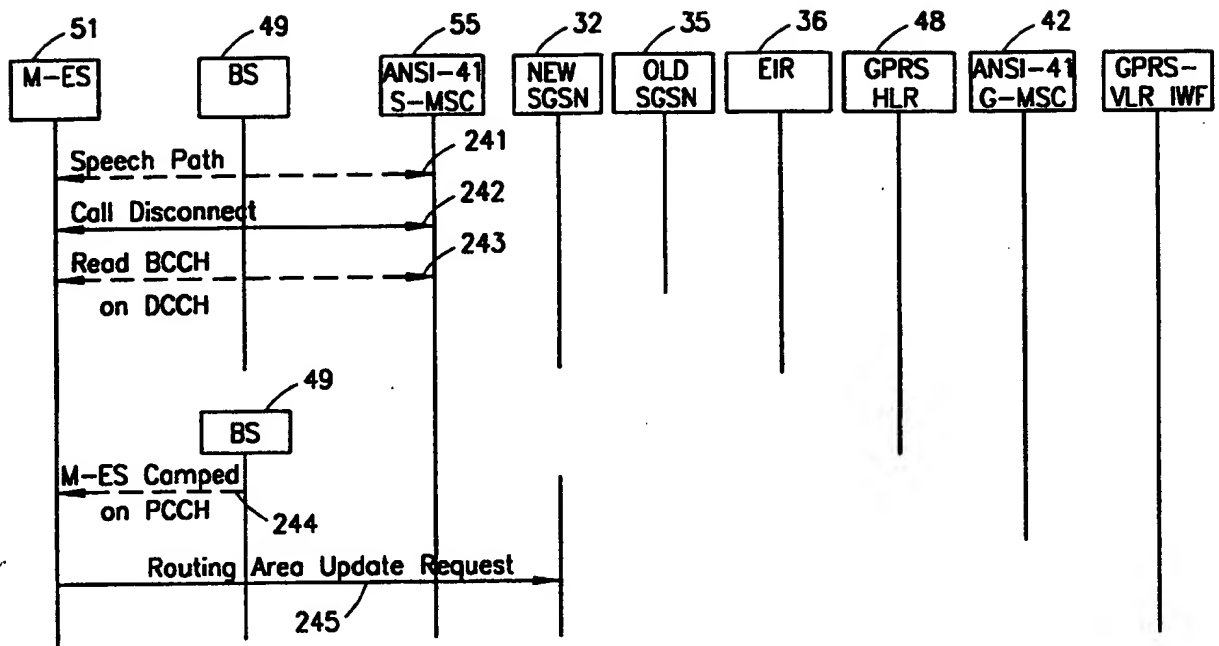 51
49
55
32
35
36
48
42
M-ES
BS
ANSI-41
S-MSC
NEW
SGSN
OLD
SGSN
EIR
GPRS
HLR
ANSI-41
G-MSC
GPRS-
VLR IWF
Speech Path
241
Call Disconnect
242
Read BCCH
on DCCH
243
49
BS
M-ES Camped
on PCCH
244
Routing Area Update Request
245